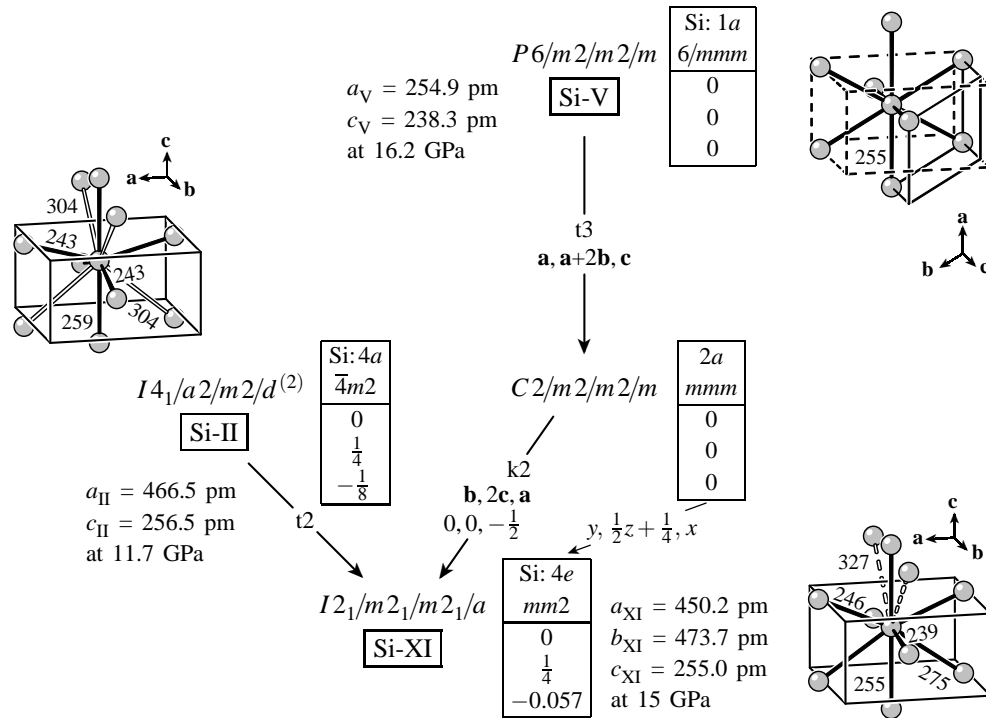 P6/m2/m2/m
Si: 1a
6/mmm
0
0
0
Si-V
a_V = 254.9 pm
c_V = 238.3 pm
at 16.2 GPa
255
a
b
c
t3
a, a+2b, c
c
a
b
304
243
243
259
304
I4₁/a2/m2/d⁽²⁾
Si: 4a
4̅m2
0
1/4
−1/8
Si-II
a_II = 466.5 pm
c_II = 256.5 pm
at 11.7 GPa
t2
C2/m2/m2/m
2a
mmm
0
0
0
k2
b, 2c, a
0, 0, −1/2
y, 1/2z + 1/4, x
I2₁/m2₁/m2₁/a
Si: 4e
mm2
0
1/4
−0.057
Si-XI
a_XI = 450.2 pm
b_XI = 473.7 pm
c_XI = 255.0 pm
at 15 GPa
c
a
b
327
246
239
255
275